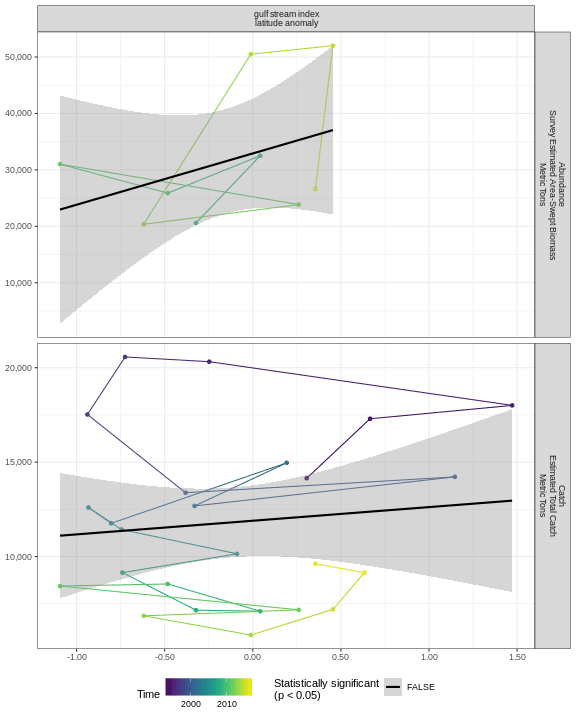 gulf stream index
latitude anomaly
50,000
40,000
30,000
20,000
10,000
Abundance
Survey Estimated Area-Swept Biomass
Metric Tons
20,000
15,000
10,000
Catch
Estimated Total Catch
Metric Tons
-1.00
-0.50
0.00
0.50
1.00
1.50
Time
2000
2010
Statistically significant
(p < 0.05)
FALSE